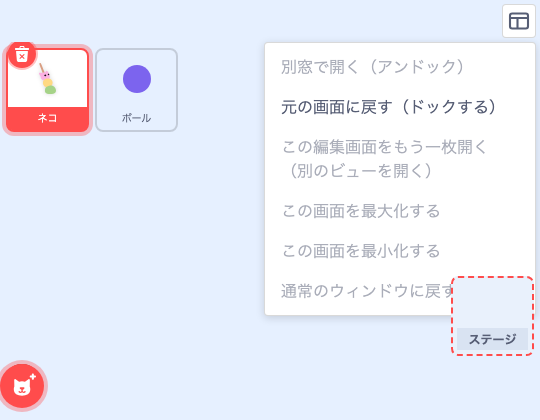 別窓で開く（アンドック）
元の画面に戻す（ドックする）
この編集画面をもう一枚開く
（別のビューを開く）
この画面を最大化する
この画面を最小化する
通常のウィンドウに戻す
ネコ
ボール
ステージ